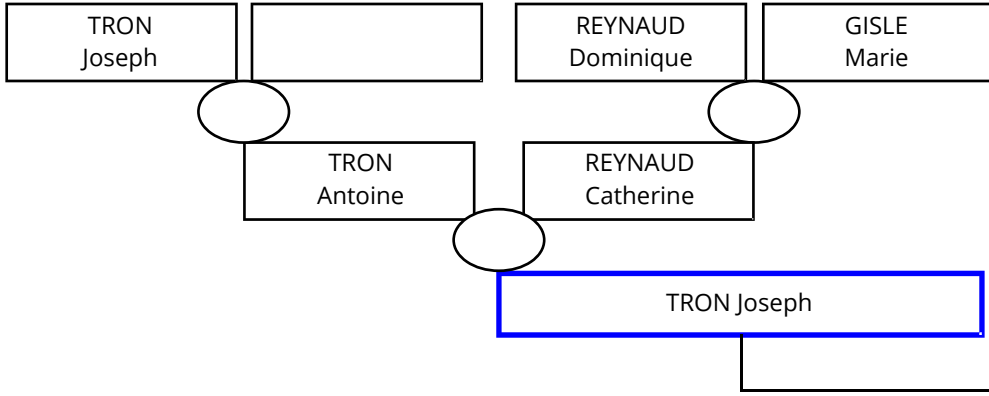 TRON
Joseph
REYNAUD
Dominique
GISLE
Marie
TRON
Antoine
REYNAUD
Catherine
TRON Joseph